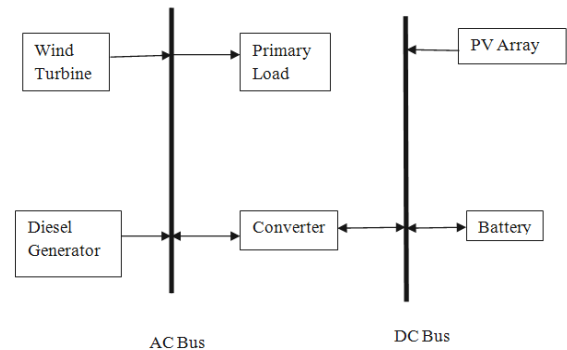 Wind
Turbine
Primary
Load
PV Array
Diesel
Generator
Converter
Battery
AC Bus
DC Bus